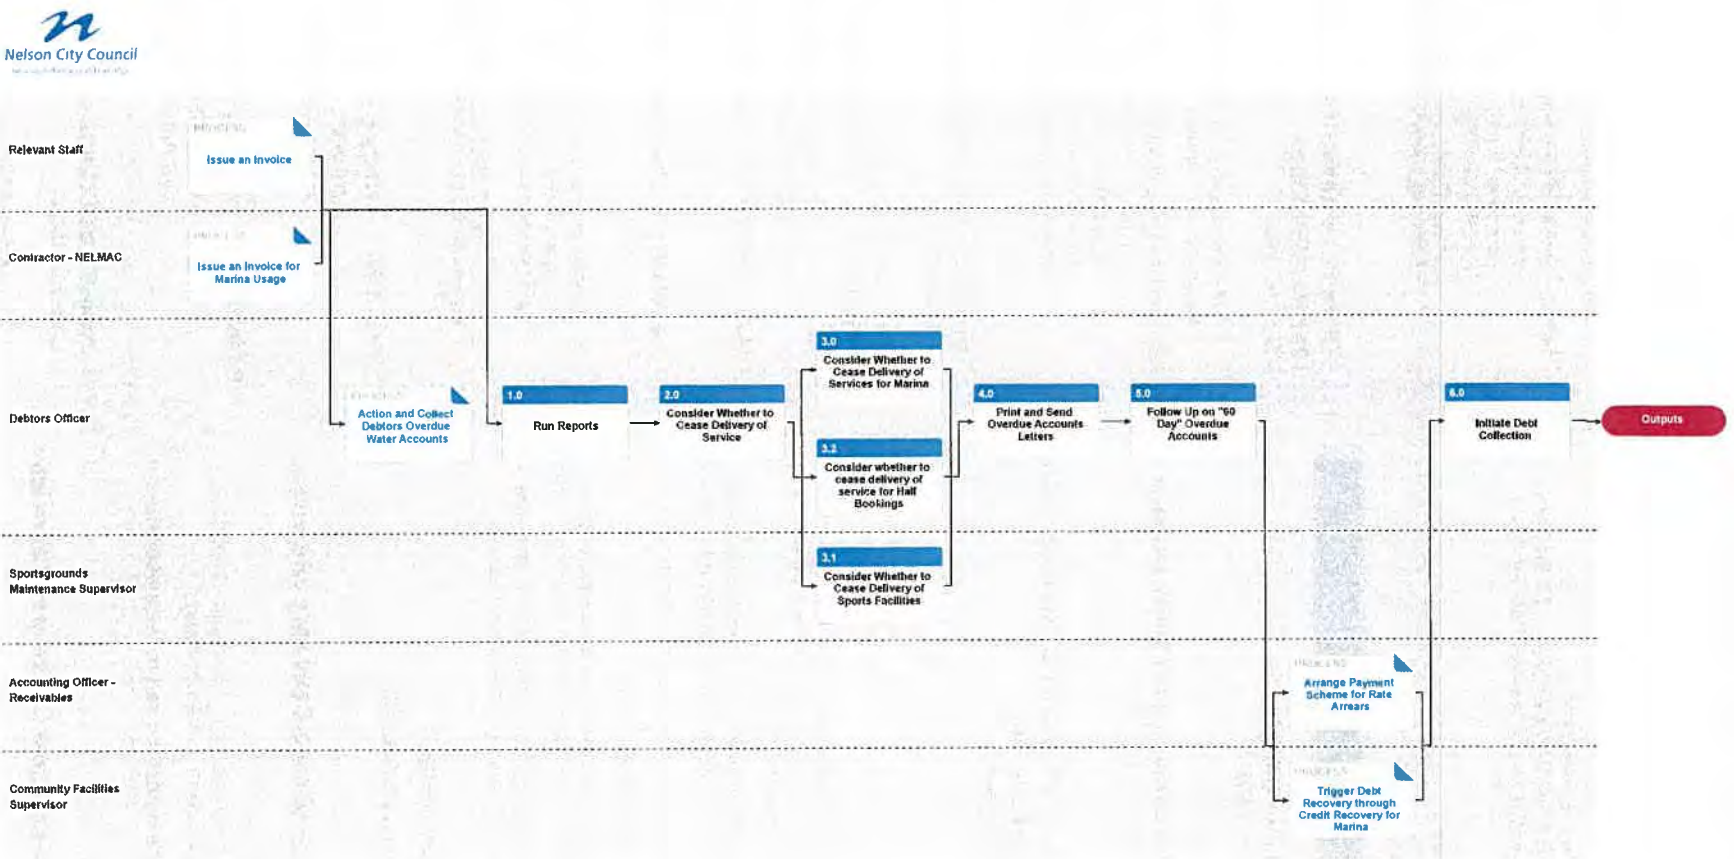 Nelson City Council
Relevant Staff
PROCESS
Issue an Invoice
Contractor - NELMAC
Issue an Invoice for
Marina Usage
Debtors Officer
Action and Collect
Debtors Overdue
Water Accounts
1.0
Run Reports
2.0
Consider Whether to
Cease Delivery of
Service
3.0
Consider Whether to
Cease Delivery of
Services for Marina
3.2
Consider whether to
cease delivery of
service for Hall
Bookings
4.0
Print and Send
Overdue Accounts
Letters
5.0
Follow Up on "60
Day" Overdue
Accounts
6.0
Initiate Debt
Collection
Outputs
Sportsgrounds
Maintenance Supervisor
3.1
Consider Whether to
Cease Delivery of
Sports Facilities
Accounting Officer -
Receivables
PROCESS
Arrange Payment
Scheme for Rate
Arrears
Community Facilities
Supervisor
PROCESS
Trigger Debt
Recovery through
Credit Recovery for
Marina